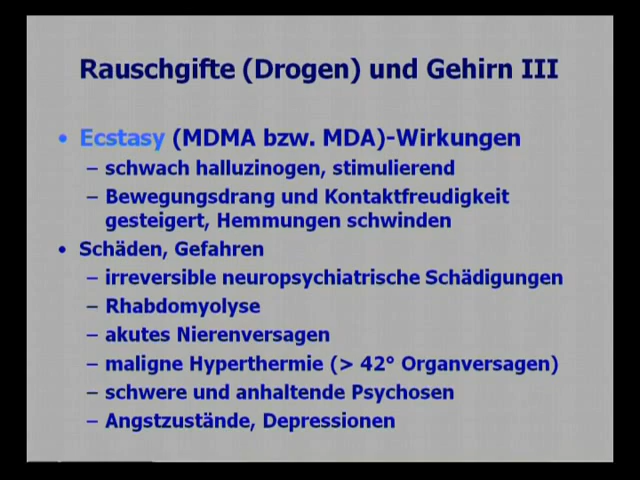 Rauschgifte (Drogen) und Gehirn III
• Ecstasy (MDMA bzw. MDA)-Wirkungen
– schwach halluzinogen, stimulierend
– Bewegungsdrang und Kontaktfreudigkeit
gesteigert, Hemmungen schwinden
• Schäden, Gefahren
– irreversible neuropsychiatrische Schädigungen
– Rhabdomyolyse
– akutes Nierenversagen
– maligne Hyperthermie (> 42° Organversagen)
– schwere und anhaltende Psychosen
– Angstzustände, Depressionen